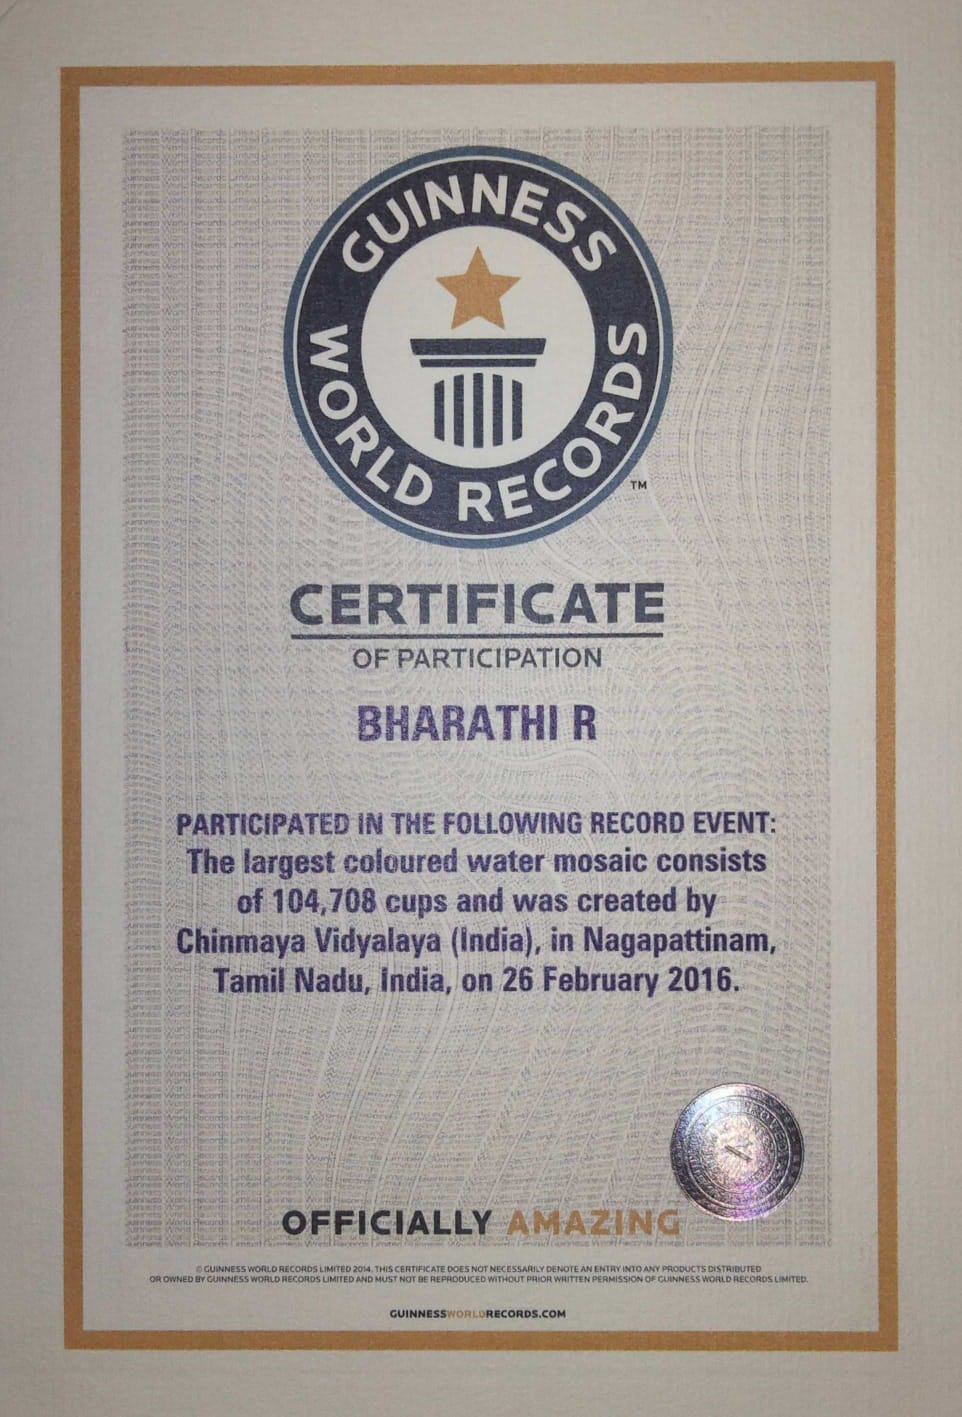 GUINNESS
WORLD RECORDS
TM
CERTIFICATE
OF PARTICIPATION
BHARATHI R
PARTICIPATED IN THE FOLLOWING RECORD EVENT:
The largest coloured water mosaic consists
of 104,708 cups and was created by
Chinmaya Vidyalaya (India), in Nagapattinam,
Tamil Nadu, India, on 26 February 2016.
OFFICIALLY AMAZING
© GUINNESS WORLD RECORDS LIMITED 2014. THIS CERTIFICATE DOES NOT NECESSARILY DENOTE AN ENTRY INTO ANY PRODUCTS DISTRIBUTED
OR OWNED BY GUINNESS WORLD RECORDS LIMITED AND MUST NOT BE REPRODUCED WITHOUT PRIOR WRITTEN PERMISSION OF GUINNESS WORLD RECORDS LIMITED.
GUINNESSWORLDRECORDS.COM